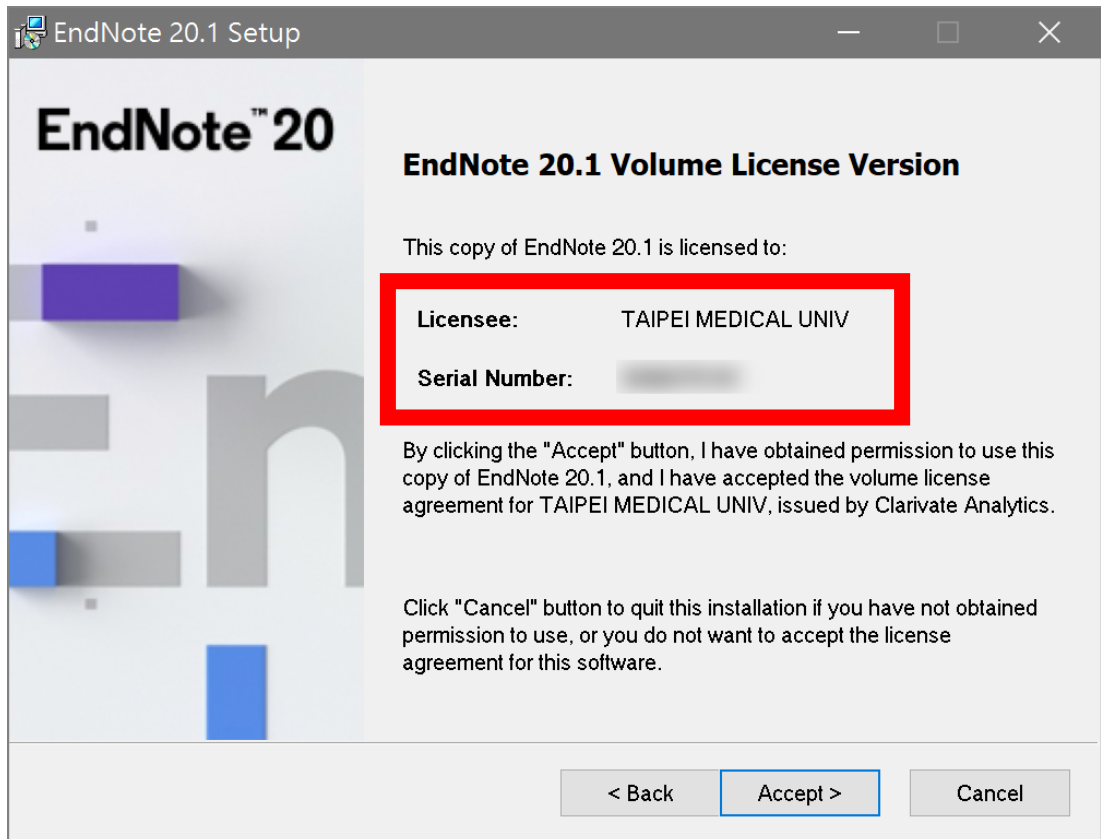 EndNote 20.1 Setup
EndNote™20
EndNote 20.1 Volume License Version
This copy of EndNote 20.1 is licensed to:
Licensee: TAIPEI MEDICAL UNIV
Serial Number:
By clicking the "Accept" button, I have obtained permission to use this
copy of EndNote 20.1, and I have accepted the volume license
agreement for TAIPEI MEDICAL UNIV, issued by Clarivate Analytics.
Click "Cancel" button to quit this installation if you have not obtained
permission to use, or you do not want to accept the license
agreement for this software.
< Back Accept > Cancel